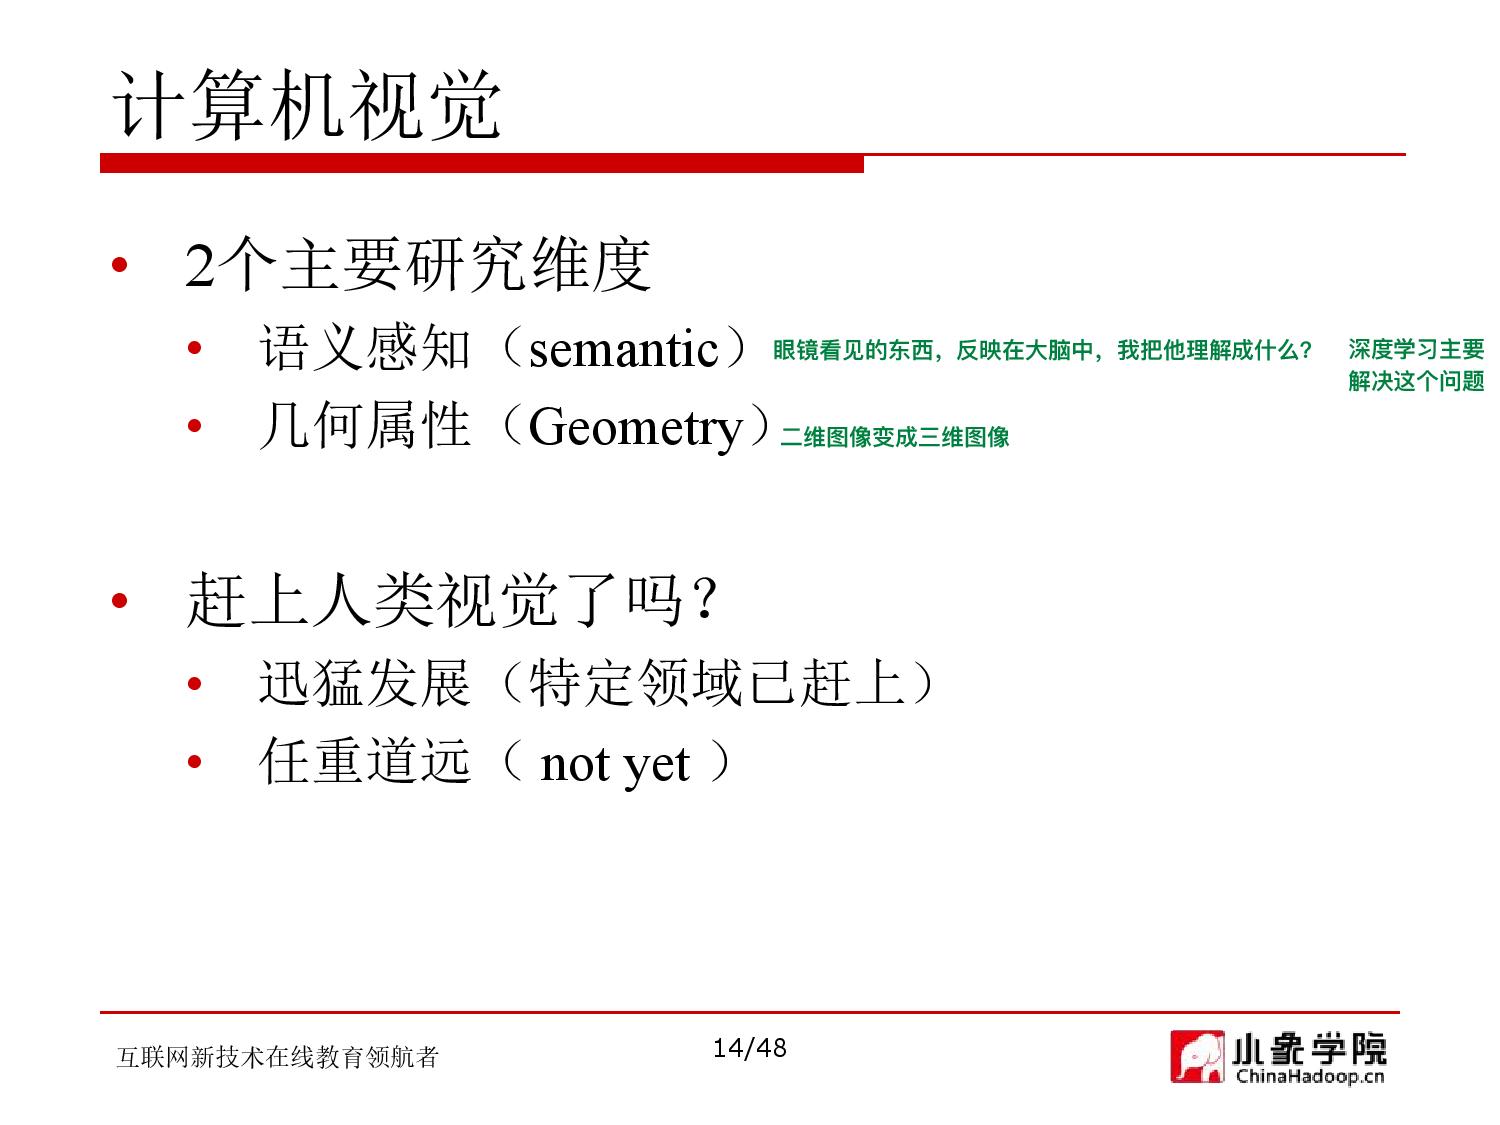 计算机视觉
2个主要研究维度
语义感知（semantic） 眼镜看见的东西，反映在大脑中，我把他理解成什么？ 深度学习主要
解决这个问题
几何属性（Geometry） 二维图像变成三维图像
赶上人类视觉了吗？
迅猛发展（特定领域已赶上）
任重道远（ not yet ）
互联网新技术在线教育领航者
14/48
小象学院
ChinaHadoop.cn